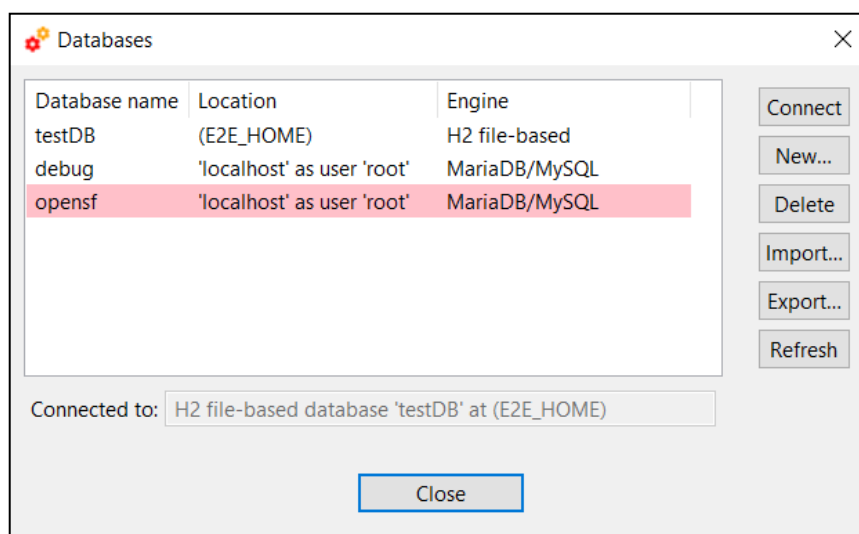 Databases
Database name Location Engine
testDB (E2E_HOME) H2 file-based
debug 'localhost' as user 'root' MariaDB/MySQL
opensf 'localhost' as user 'root' MariaDB/MySQL
Connect
New...
Delete
Import...
Export...
Refresh
Connected to: H2 file-based database 'testDB' at (E2E_HOME)
Close